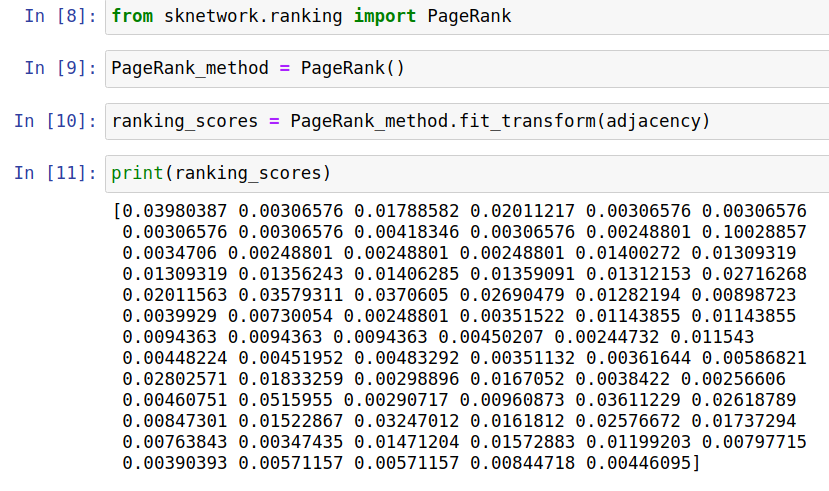 In [8]: from sknetwork.ranking import PageRank
In [9]: PageRank_method = PageRank()
In [10]: ranking_scores = PageRank_method.fit_transform(adjacency)
In [11]: print(ranking_scores)
[0.03980387 0.00306576 0.01788582 0.02011217 0.00306576 0.00306576
0.00306576 0.00306576 0.00418346 0.00306576 0.00248801 0.10028857
0.0034706 0.00248801 0.00248801 0.00248801 0.01400272 0.01309319
0.01309319 0.01356243 0.01406285 0.01359091 0.01312153 0.02716268
0.02011563 0.03579311 0.0370605 0.02690479 0.01282194 0.00898723
0.0039929 0.00730054 0.00248801 0.00351522 0.01143855 0.01143855
0.0094363 0.0094363 0.0094363 0.00450207 0.00244732 0.011543
0.00448224 0.00451952 0.00483292 0.00351132 0.00361644 0.00586821
0.02802571 0.01833259 0.00298896 0.0167052 0.0038422 0.00256606
0.00460751 0.0515955 0.00290717 0.00960873 0.03611229 0.02618789
0.00847301 0.01522867 0.03247012 0.0161812 0.02576672 0.01737294
0.00763843 0.00347435 0.01471204 0.01572883 0.01199203 0.00797715
0.00390393 0.00571157 0.00571157 0.00844718 0.00446095]